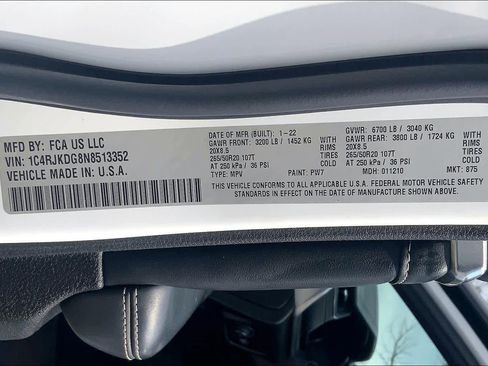 MFD BY: FCA US LLC
VIN: 1C4RJKDG8N8513352
VEHICLE MADE IN U.S.A.
DATE OF MFR (BUILT): 1-22
GAWR FRONT: 3200 LB / 1452 KG WITH
20X8.5 RIMS
265/50R20 107T TIRES
AT 250 kPa / 36 PSI COLD
TYPE: MPV PAINT: PW7
GVWR: 6700 LB / 3040 KG
GAWR REAR: 3800 LB / 1724 KG WITH
20X8.5 RIMS
265/50R20 107T TIRES
AT 250 kPa / 36 PSI COLD
MDH: 011210 MKT: 875
THIS VEHICLE CONFORMS TO ALL APPLICABLE U.S.A. FEDERAL MOTOR VEHICLE SAFETY
STANDARDS IN EFFECT ON THE DATE OF MANUFACTURE SHOWN ABOVE.